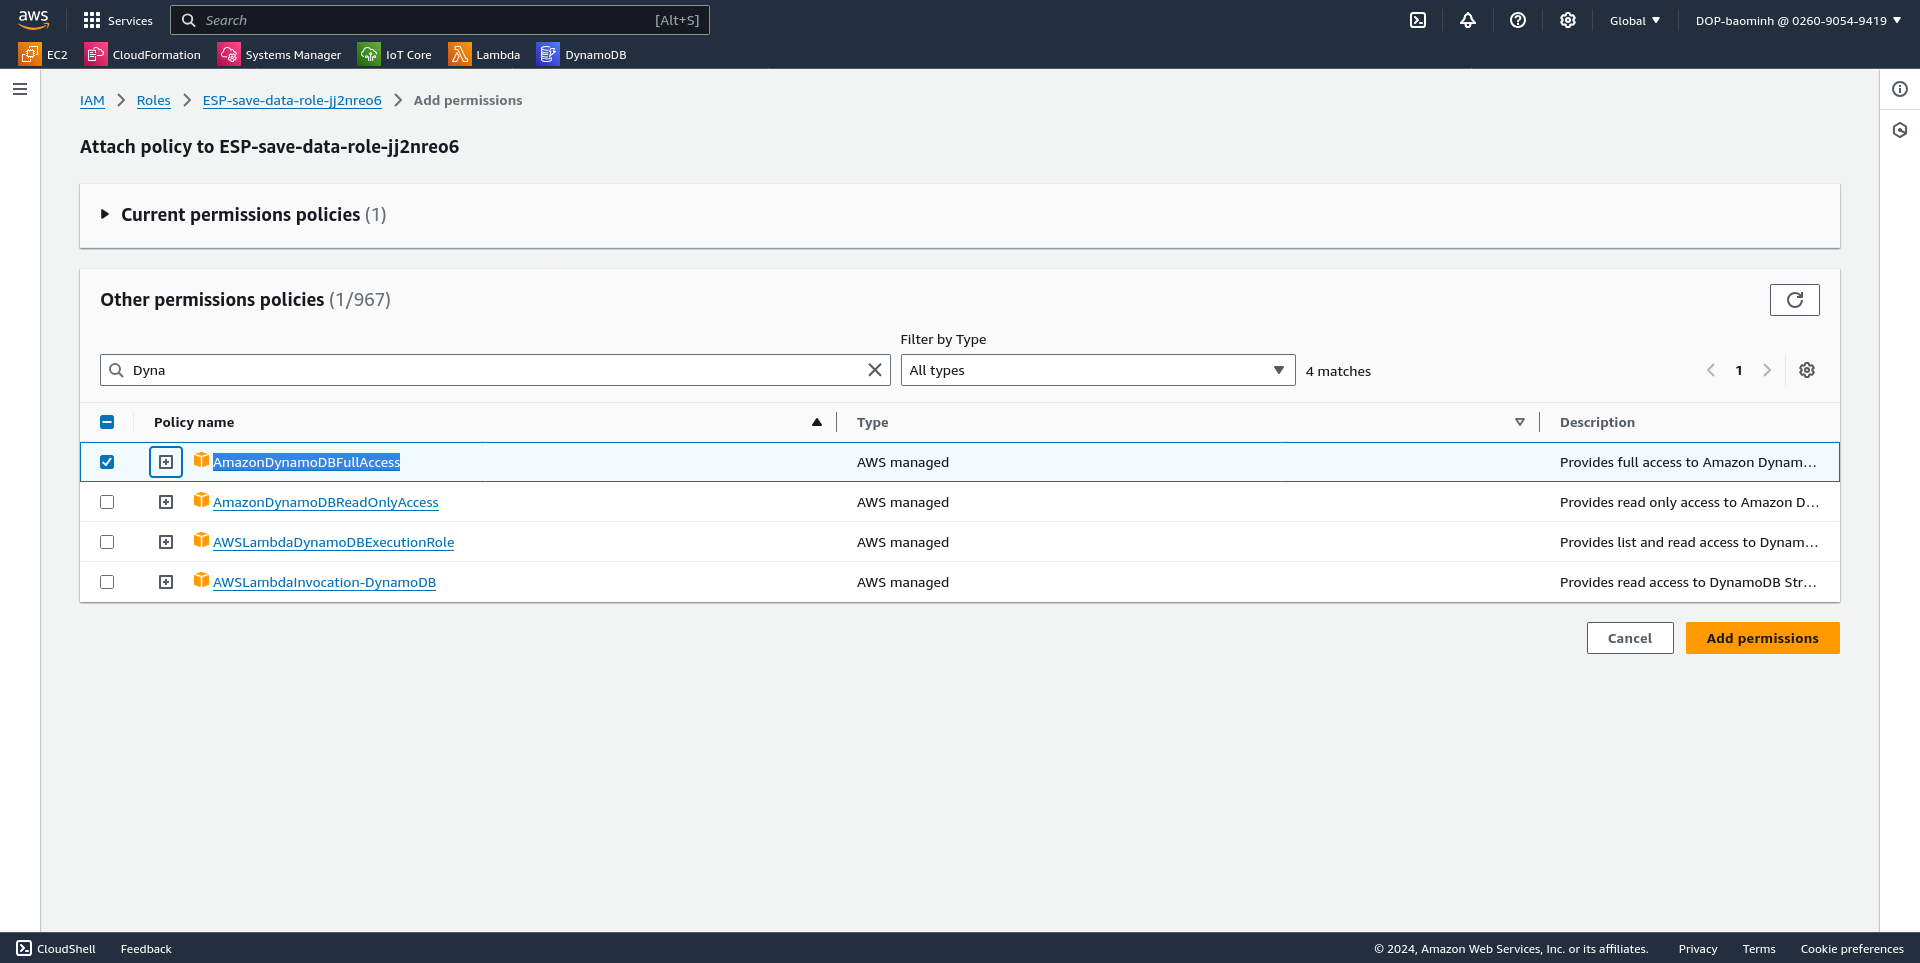 aws Services Search [Alt+S] Global DOP-baominh @ 0260-9054-9419
EC2 CloudFormation Systems Manager IoT Core Lambda DynamoDB
IAM Roles ESP-save-data-role-jj2nreo6 Add permissions
Attach policy to ESP-save-data-role-jj2nreo6
Current permissions policies (1)
Other permissions policies (1/967)
Filter by Type
Dyna All types 4 matches 1
Policy name Type Description
AmazonDynamoDBFullAccess AWS managed Provides full access to Amazon Dynam...
AmazonDynamoDBReadOnlyAccess AWS managed Provides read only access to Amazon D...
AWSLambdaDynamoDBExecutionRole AWS managed Provides list and read access to Dynam...
AWSLambdaInvocation-DynamoDB AWS managed Provides read access to DynamoDB Str...
Cancel Add permissions
CloudShell Feedback © 2024, Amazon Web Services, Inc. or its affiliates. Privacy Terms Cookie preferences